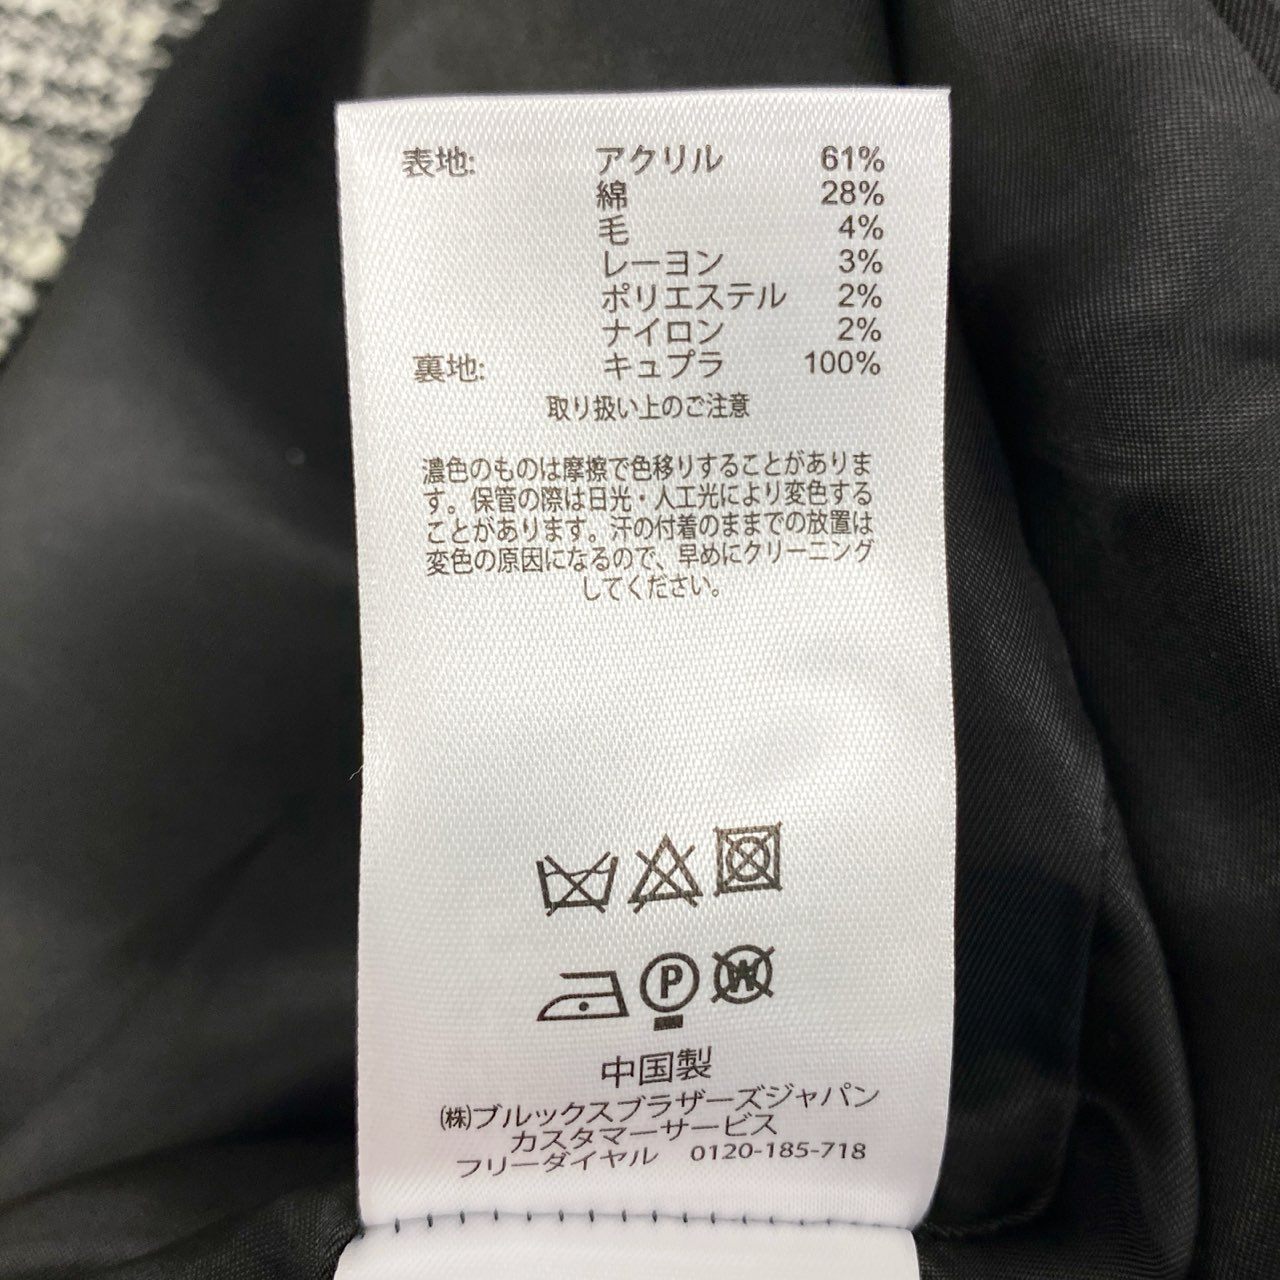 表地: アクリル 61%
綿 28%
毛 4%
レーヨン 3%
ポリエステル 2%
ナイロン 2%
裏地: キュプラ 100%
取り扱い上のご注意
濃色のものは摩擦で色移りすることがありま
す。保管の際は日光・人工光により変色する
ことがあります。汗の付着のままでの放置は
変色の原因になるので、早めにクリーニング
してください。
P W
中国製
(株)ブルックスブラザーズジャパン
カスタマーサービス
フリーダイヤル 0120-185-718